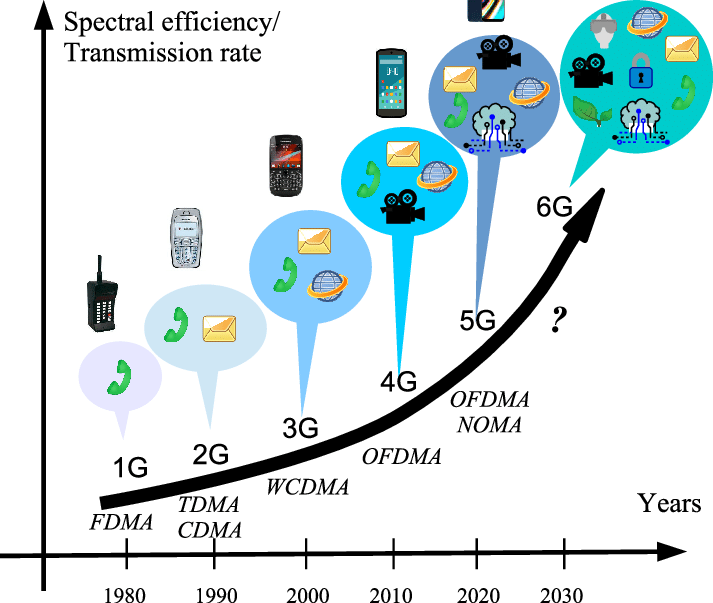 Spectral efficiency/
Transmission rate
6G
?
5G
OFDMA
NOMA
4G
OFDMA
3G
WCDMA
2G
TDMA
CDMA
1G
FDMA
Years
1980
1990
2000
2010
2020
2030